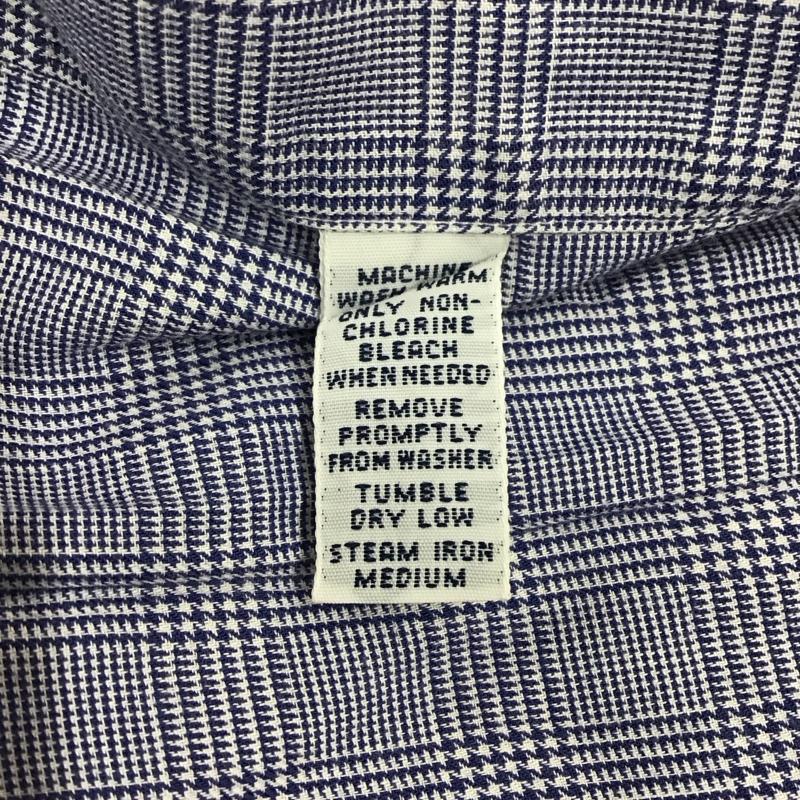 MACHINE
WASH WARM
ONLY NON-
CHLORINE
BLEACH
WHEN NEEDED
REMOVE
PROMPTLY
FROM WASHER
TUMBLE
DRY LOW
STEAM IRON
MEDIUM